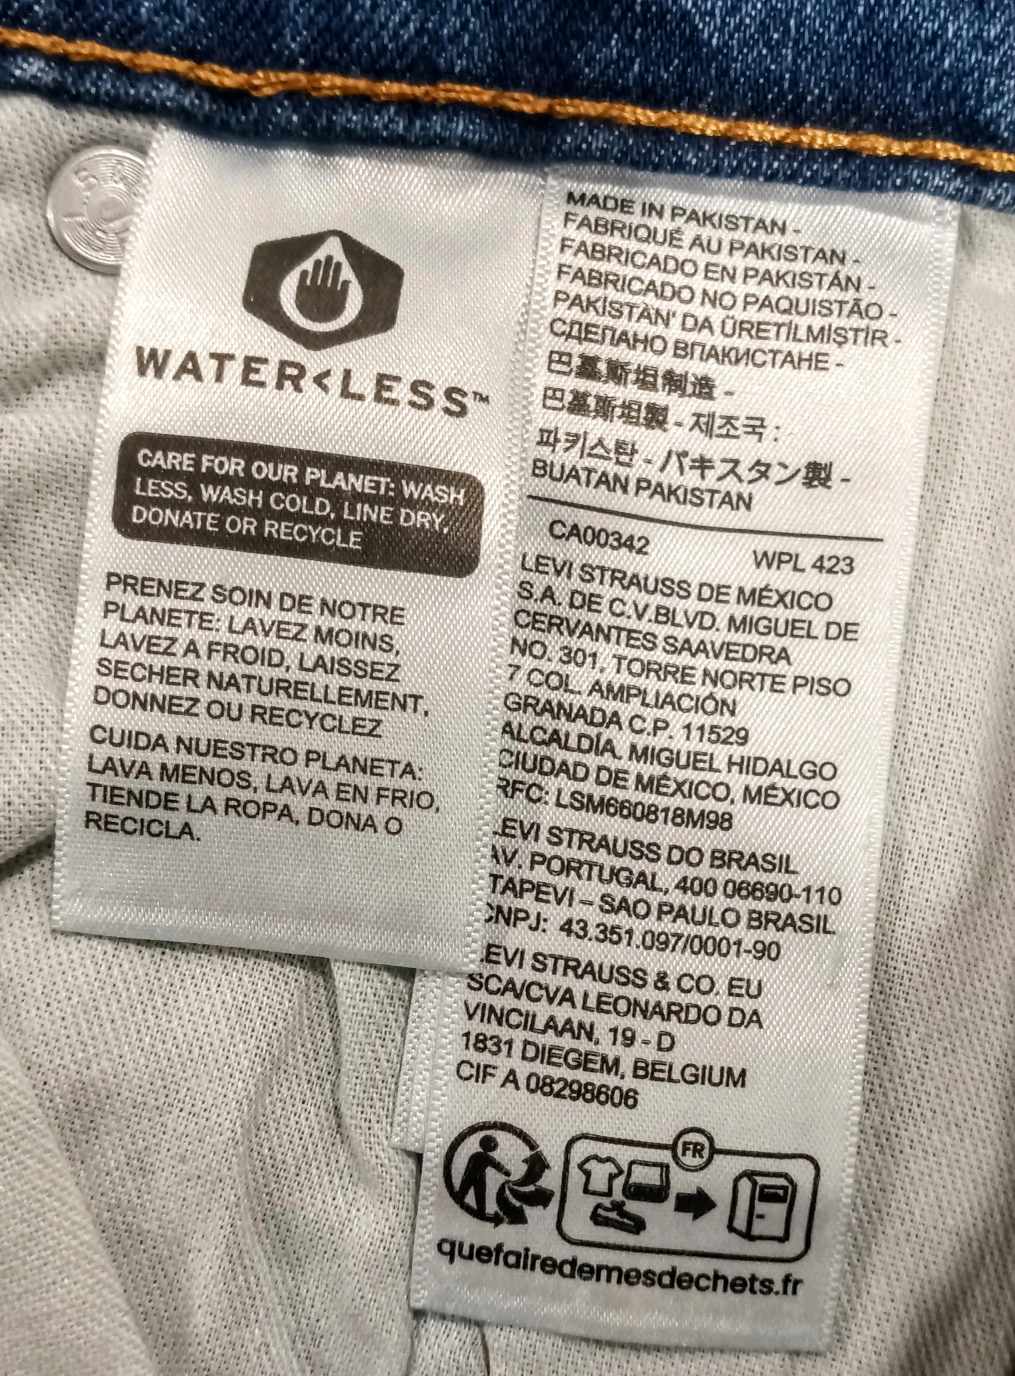 WATER<LESS™
CARE FOR OUR PLANET: WASH
LESS, WASH COLD, LINE DRY,
DONATE OR RECYCLE
PRENEZ SOIN DE NOTRE
PLANETE: LAVEZ MOINS,
LAVEZ A FROID, LAISSEZ
SECHER NATURELLEMENT,
DONNEZ OU RECYCLEZ
CUIDA NUESTRO PLANETA:
LAVA MENOS, LAVA EN FRIO,
TIENDE LA ROPA, DONA O
RECICLA.
MADE IN PAKISTAN -
FABRIQUÉ AU PAKISTAN -
FABRICADO EN PAKISTÁN -
FABRICADO NO PAQUISTÃO -
PAKİSTAN' DA ÜRETİLMİŞTİR -
СДЕЛАНО ВПАКИСТАНЕ -
巴基斯坦制造 -
巴基斯坦製 - 제조국 :
파키스탄 - パキスタン製 -
BUATAN PAKISTAN
CA00342 WPL 423
LEVI STRAUSS DE MÉXICO
S.A. DE C.V.BLVD. MIGUEL DE
CERVANTES SAAVEDRA
NO. 301, TORRE NORTE PISO
7 COL. AMPLIACIÓN
GRANADA C.P. 11529
ALCALDÍA. MIGUEL HIDALGO
CIUDAD DE MÉXICO, MÉXICO
RFC: LSM660818M98
LEVI STRAUSS DO BRASIL
AV. PORTUGAL, 400 06690-110
TAPEVI – SAO PAULO BRASIL
CNPJ: 43.351.097/0001-90
LEVI STRAUSS & CO. EU
SCA/CVA LEONARDO DA
VINCILAAN, 19 - D
1831 DIEGEM, BELGIUM
CIF A 08298606
FR
quefairedemesdechets.fr